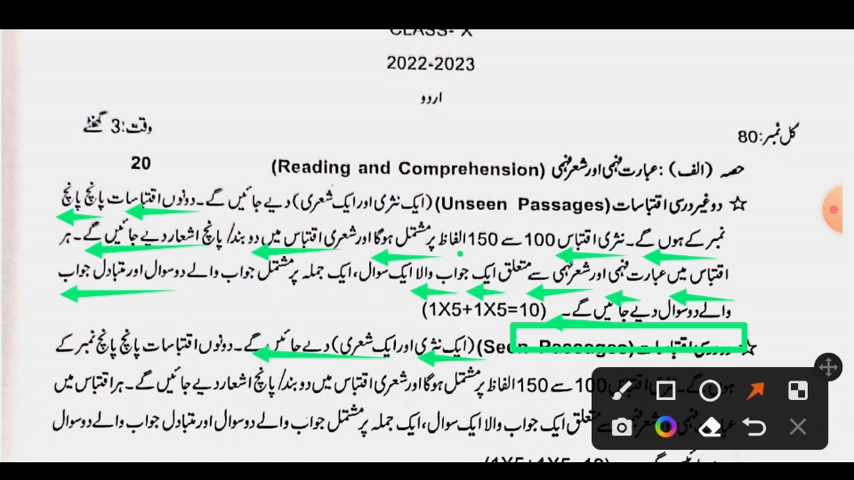 CLASS- X
2022-2023
اردو
کل نمبر:80 وقت:3 گھنٹے
حصہ (الف) : عبارت فہمی اور شعر فہمی (Reading and Comprehension) 20
☆ دو غیر درسی اقتباسات (Unseen Passages) (ایک نثری اور ایک شعری) دیے جائیں گے۔ دونوں اقتباسات پانچ پانچ
نمبر کے ہوں گے۔ نثری اقتباس 100 سے 150 الفاظ پر مشتمل ہوگا اور شعری اقتباس میں دو بند/ پانچ اشعار دیے جائیں گے۔ ہر
اقتباس میں عبارت فہمی اور شعر فہمی سے متعلق ایک جواب والا ایک سوال، ایک جملہ پر مشتمل جواب والے دو سوال اور متبادل جواب
والے دو سوال دیے جائیں گے۔ (1X5+1X5=10)
(Seen Passages) (ایک نثری اور ایک شعری) دیے جائیں گے۔ دونوں اقتباسات پانچ پانچ نمبر کے
100 سے 150 الفاظ پر مشتمل ہوگا اور شعری اقتباس میں دو بند/ پانچ اشعار دیے جائیں گے۔ ہر اقتباس میں
متعلق ایک جواب والا ایک سوال، ایک جملہ پر مشتمل جواب والے دو سوال اور متبادل جواب والے دو سوال